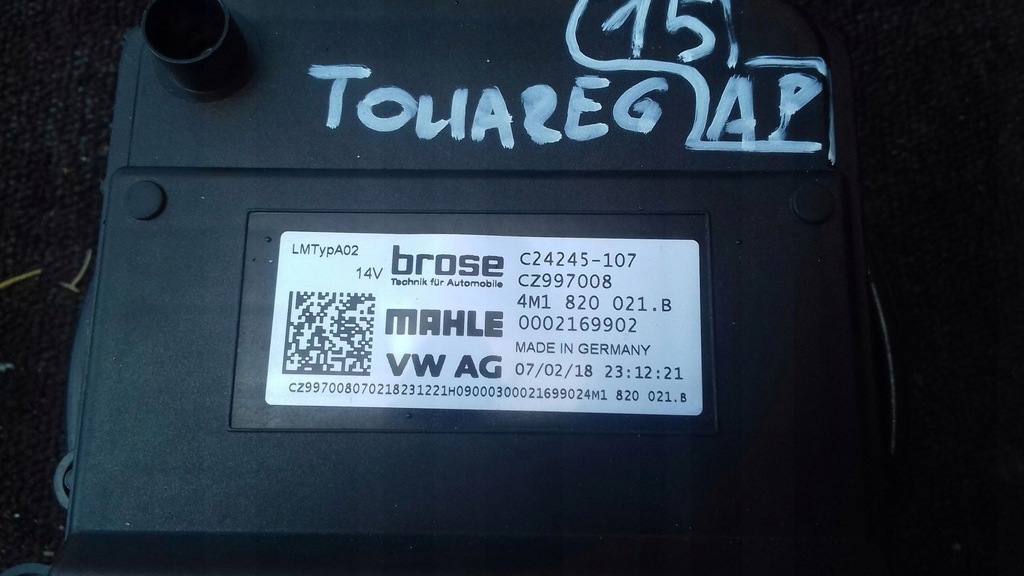 15
TOUAREG AP
LMTypA02
14V
brose
Technik für Automobile
MAHLE
VW AG
C24245-107
CZ997008
4M1 820 021.B
0002169902
MADE IN GERMANY
07/02/18 23:12:21
CZ997008070218231221H09000300021699024M1 820 021.B